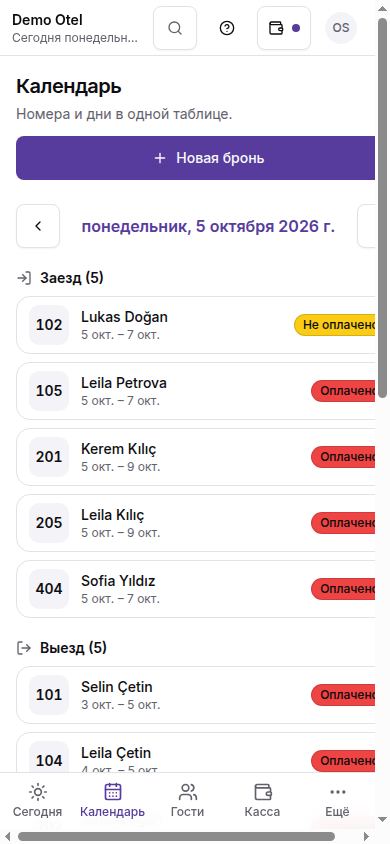 Demo Otel
Сегодня понедельн...
OS
Календарь
Номера и дни в одной таблице.
Новая бронь
понедельник, 5 октября 2026 г.
Заезд (5)
102
Lukas Doğan
5 окт. – 7 окт.
Не оплачено
105
Leila Petrova
5 окт. – 7 окт.
Оплачено
201
Kerem Kılıç
5 окт. – 9 окт.
Оплачено
205
Leila Kılıç
5 окт. – 9 окт.
Оплачено
404
Sofia Yıldız
5 окт. – 7 окт.
Оплачено
Выезд (5)
101
Selin Çetin
3 окт. – 5 окт.
Оплачено
104
Leila Çetin
4 окт. – 5 окт.
Оплачено
Сегодня
Календарь
Гости
Касса
Ещё